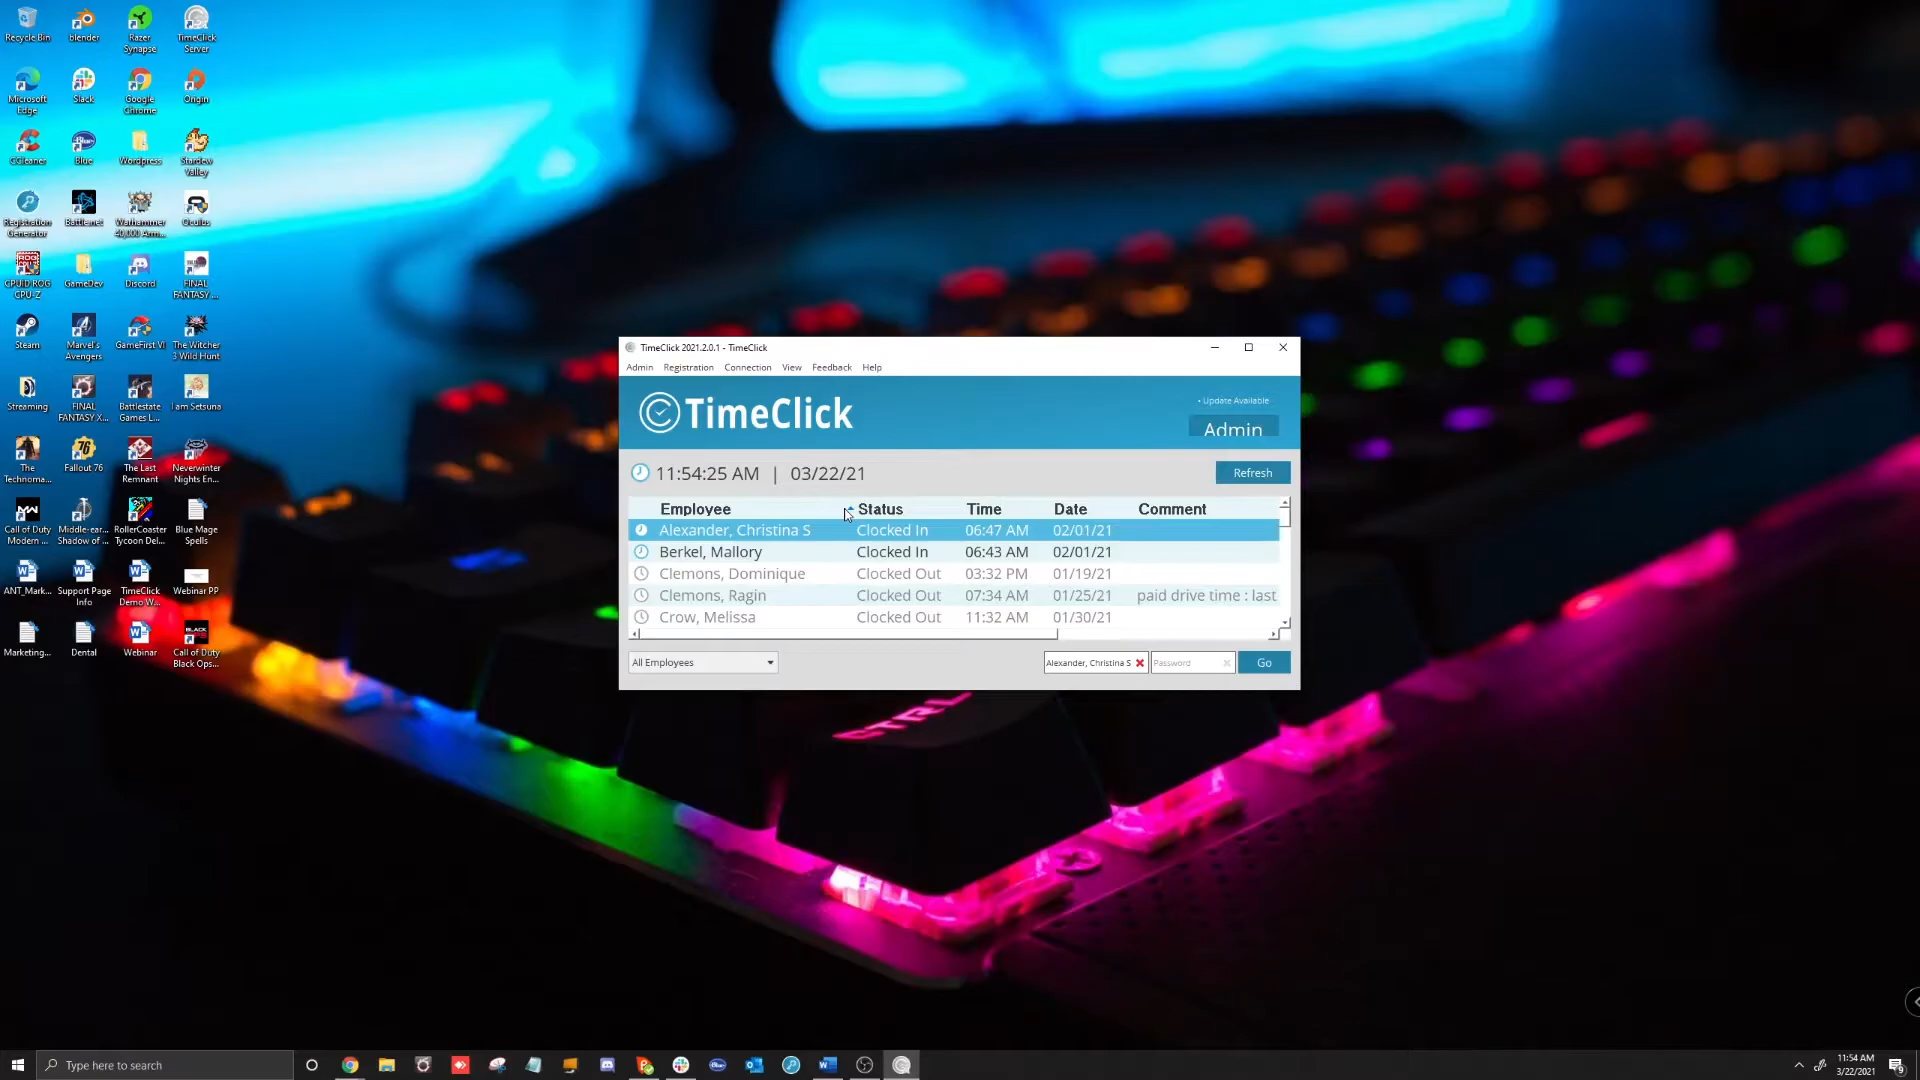 Recycle Bin
blender
Razer Synapse
TimeClick Server
Microsoft Edge
Slack
Google Chrome
Origin
CCleaner
Blue
Wordpress
Stardew Valley
Registration Generator
Battle.net
Warhammer 40,000 Arm...
Oculus
CPUID ROG CPU-Z
GameDev
Discord
FINAL FANTASY ...
Steam
Marvel's Avengers
GameFirst VI
The Witcher 3 Wild Hunt
Streaming
FINAL FANTASY X...
Battlestate Games L...
I am Setsuna
The Technoma...
Fallout 76
The Last Remnant
Neverwinter Nights En...
Call of Duty Modern ...
Middle-ear... Shadow of ...
RollerCoaster Tycoon Del...
Blue Mage Spells
ANT_Mark...
Support Page Info
TimeClick Demo W...
Webinar PP
Marketing...
Dental
Webinar
Call of Duty Black Ops...
TimeClick 2021.2.0.1 - TimeClick
Admin Registration Connection View Feedback Help
TimeClick
• Update Available
Admin
11:54:25 AM | 03/22/21
Refresh
Employee Status Time Date Comment
Alexander, Christina S Clocked In 06:47 AM 02/01/21
Berkel, Mallory Clocked In 06:43 AM 02/01/21
Clemons, Dominique Clocked Out 03:32 PM 01/19/21
Clemons, Ragin Clocked Out 07:34 AM 01/25/21 paid drive time : last
Crow, Melissa Clocked Out 11:32 AM 01/30/21
All Employees
Alexander, Christina S
Password
Go
CTRL
Type here to search
11:54 AM
3/22/2021